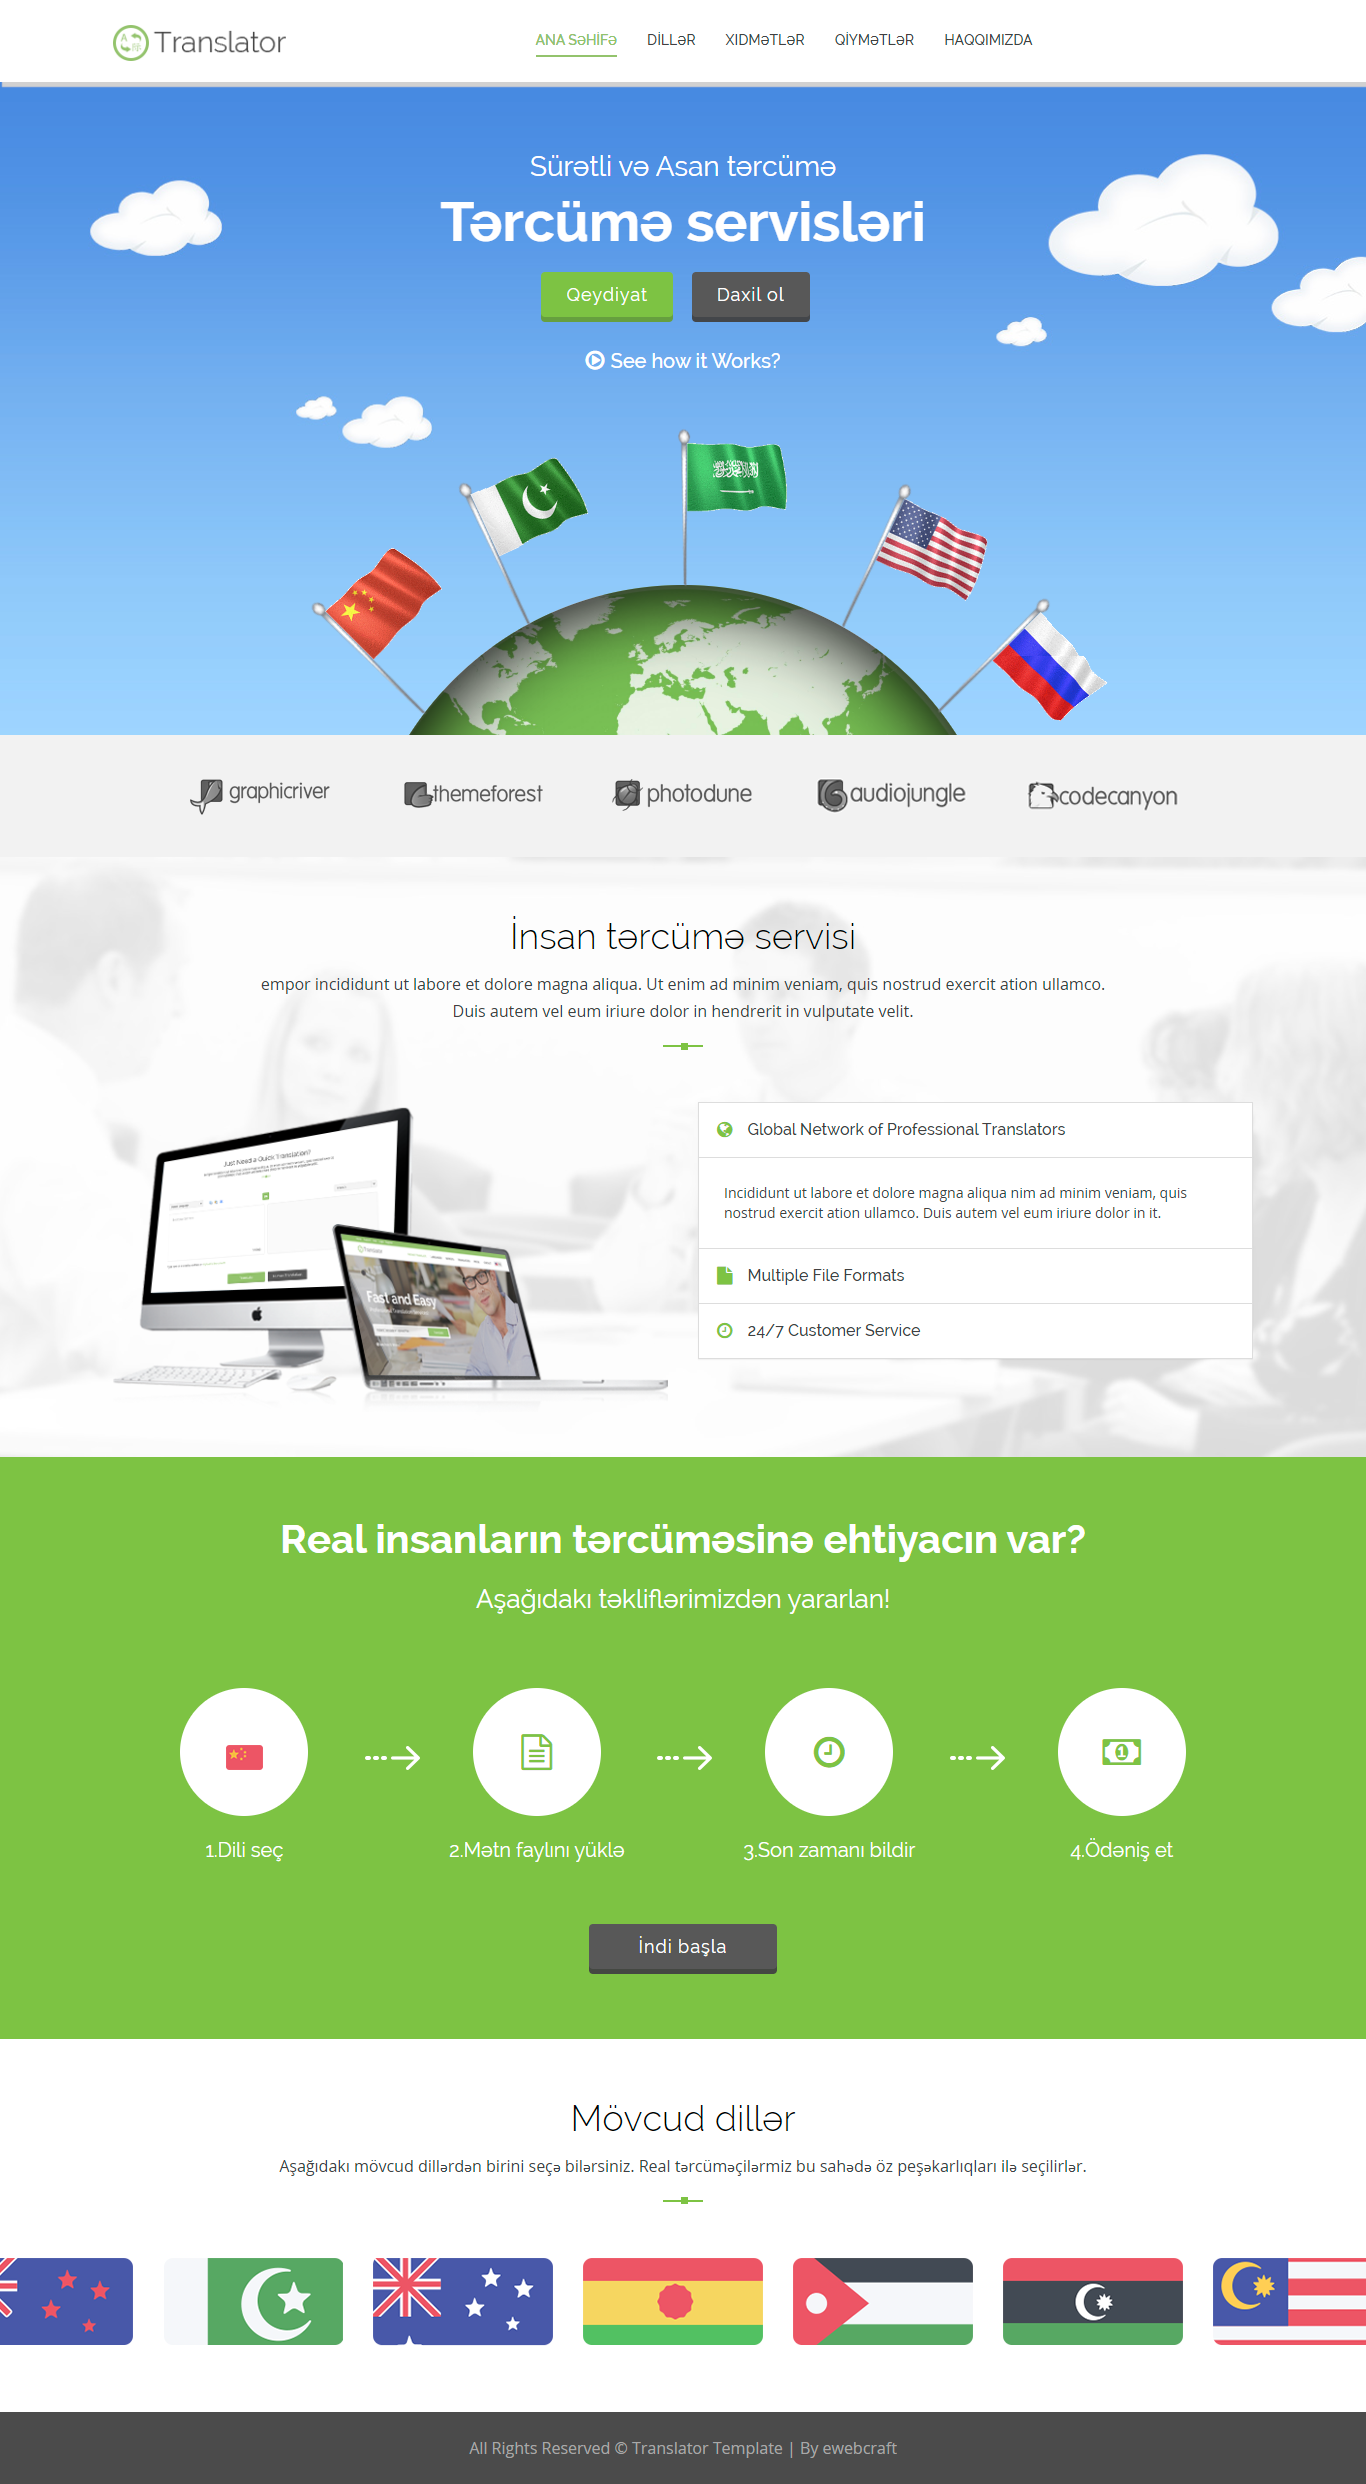 Translator
ANA SƏHİFƏ
DİLLƏR
XIDMƏTLƏR
QİYMƏTLƏR
HAQQIMIZDA
Sürətli və Asan tərcümə
Tərcümə servisləri
Qeydiyat
Daxil ol
See how it Works?
graphicriver
themeforest
photodune
audiojungle
codecanyon
İnsan tərcümə servisi
empor incididunt ut labore et dolore magna aliqua. Ut enim ad minim veniam, quis nostrud exercit ation ullamco.
Duis autem vel eum iriure dolor in hendrerit in vulputate velit.
Just Need a Quick Translation?
Translator
Fast and Easy
Global Network of Professional Translators
Incididunt ut labore et dolore magna aliqua nim ad minim veniam, quis
nostrud exercit ation ullamco. Duis autem vel eum iriure dolor in it.
Multiple File Formats
24/7 Customer Service
Real insanların tərcüməsinə ehtiyacın var?
Aşağıdakı təkliflərimizdən yararlan!
1.Dili seç
2.Mətn faylını yüklə
3.Son zamanı bildir
4.Ödəniş et
İndi başla
Mövcud dillər
Aşağıdakı mövcud dillərdən birini seçə bilərsiniz. Real tərcüməçilərmiz bu sahədə öz peşəkarlıqları ilə seçilirlər.
All Rights Reserved © Translator Template | By ewebcraft